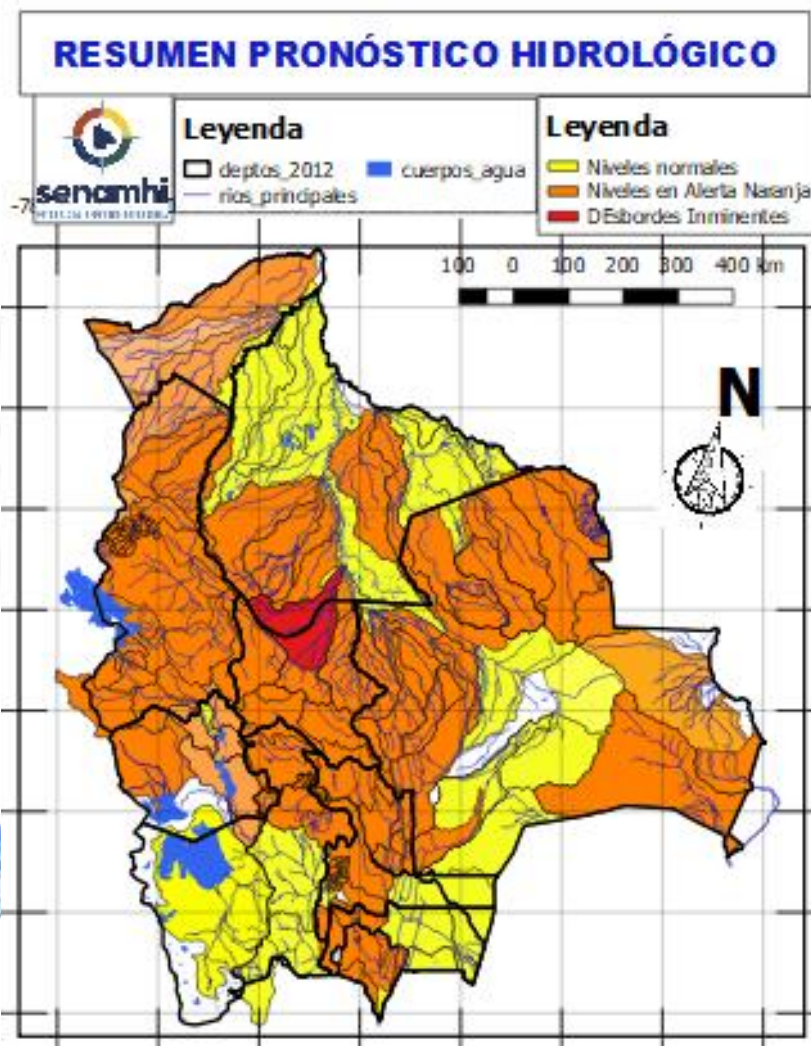 RESUMEN PRONÓSTICO HIDROLÓGICO
senamhi
Leyenda
deptos_2012
cuerpos_agua
rios_principales
Leyenda
Niveles normales
Niveles en Alerta Naranja
DEsbordes Inminentes
100 0 100 200 300 400 km
N